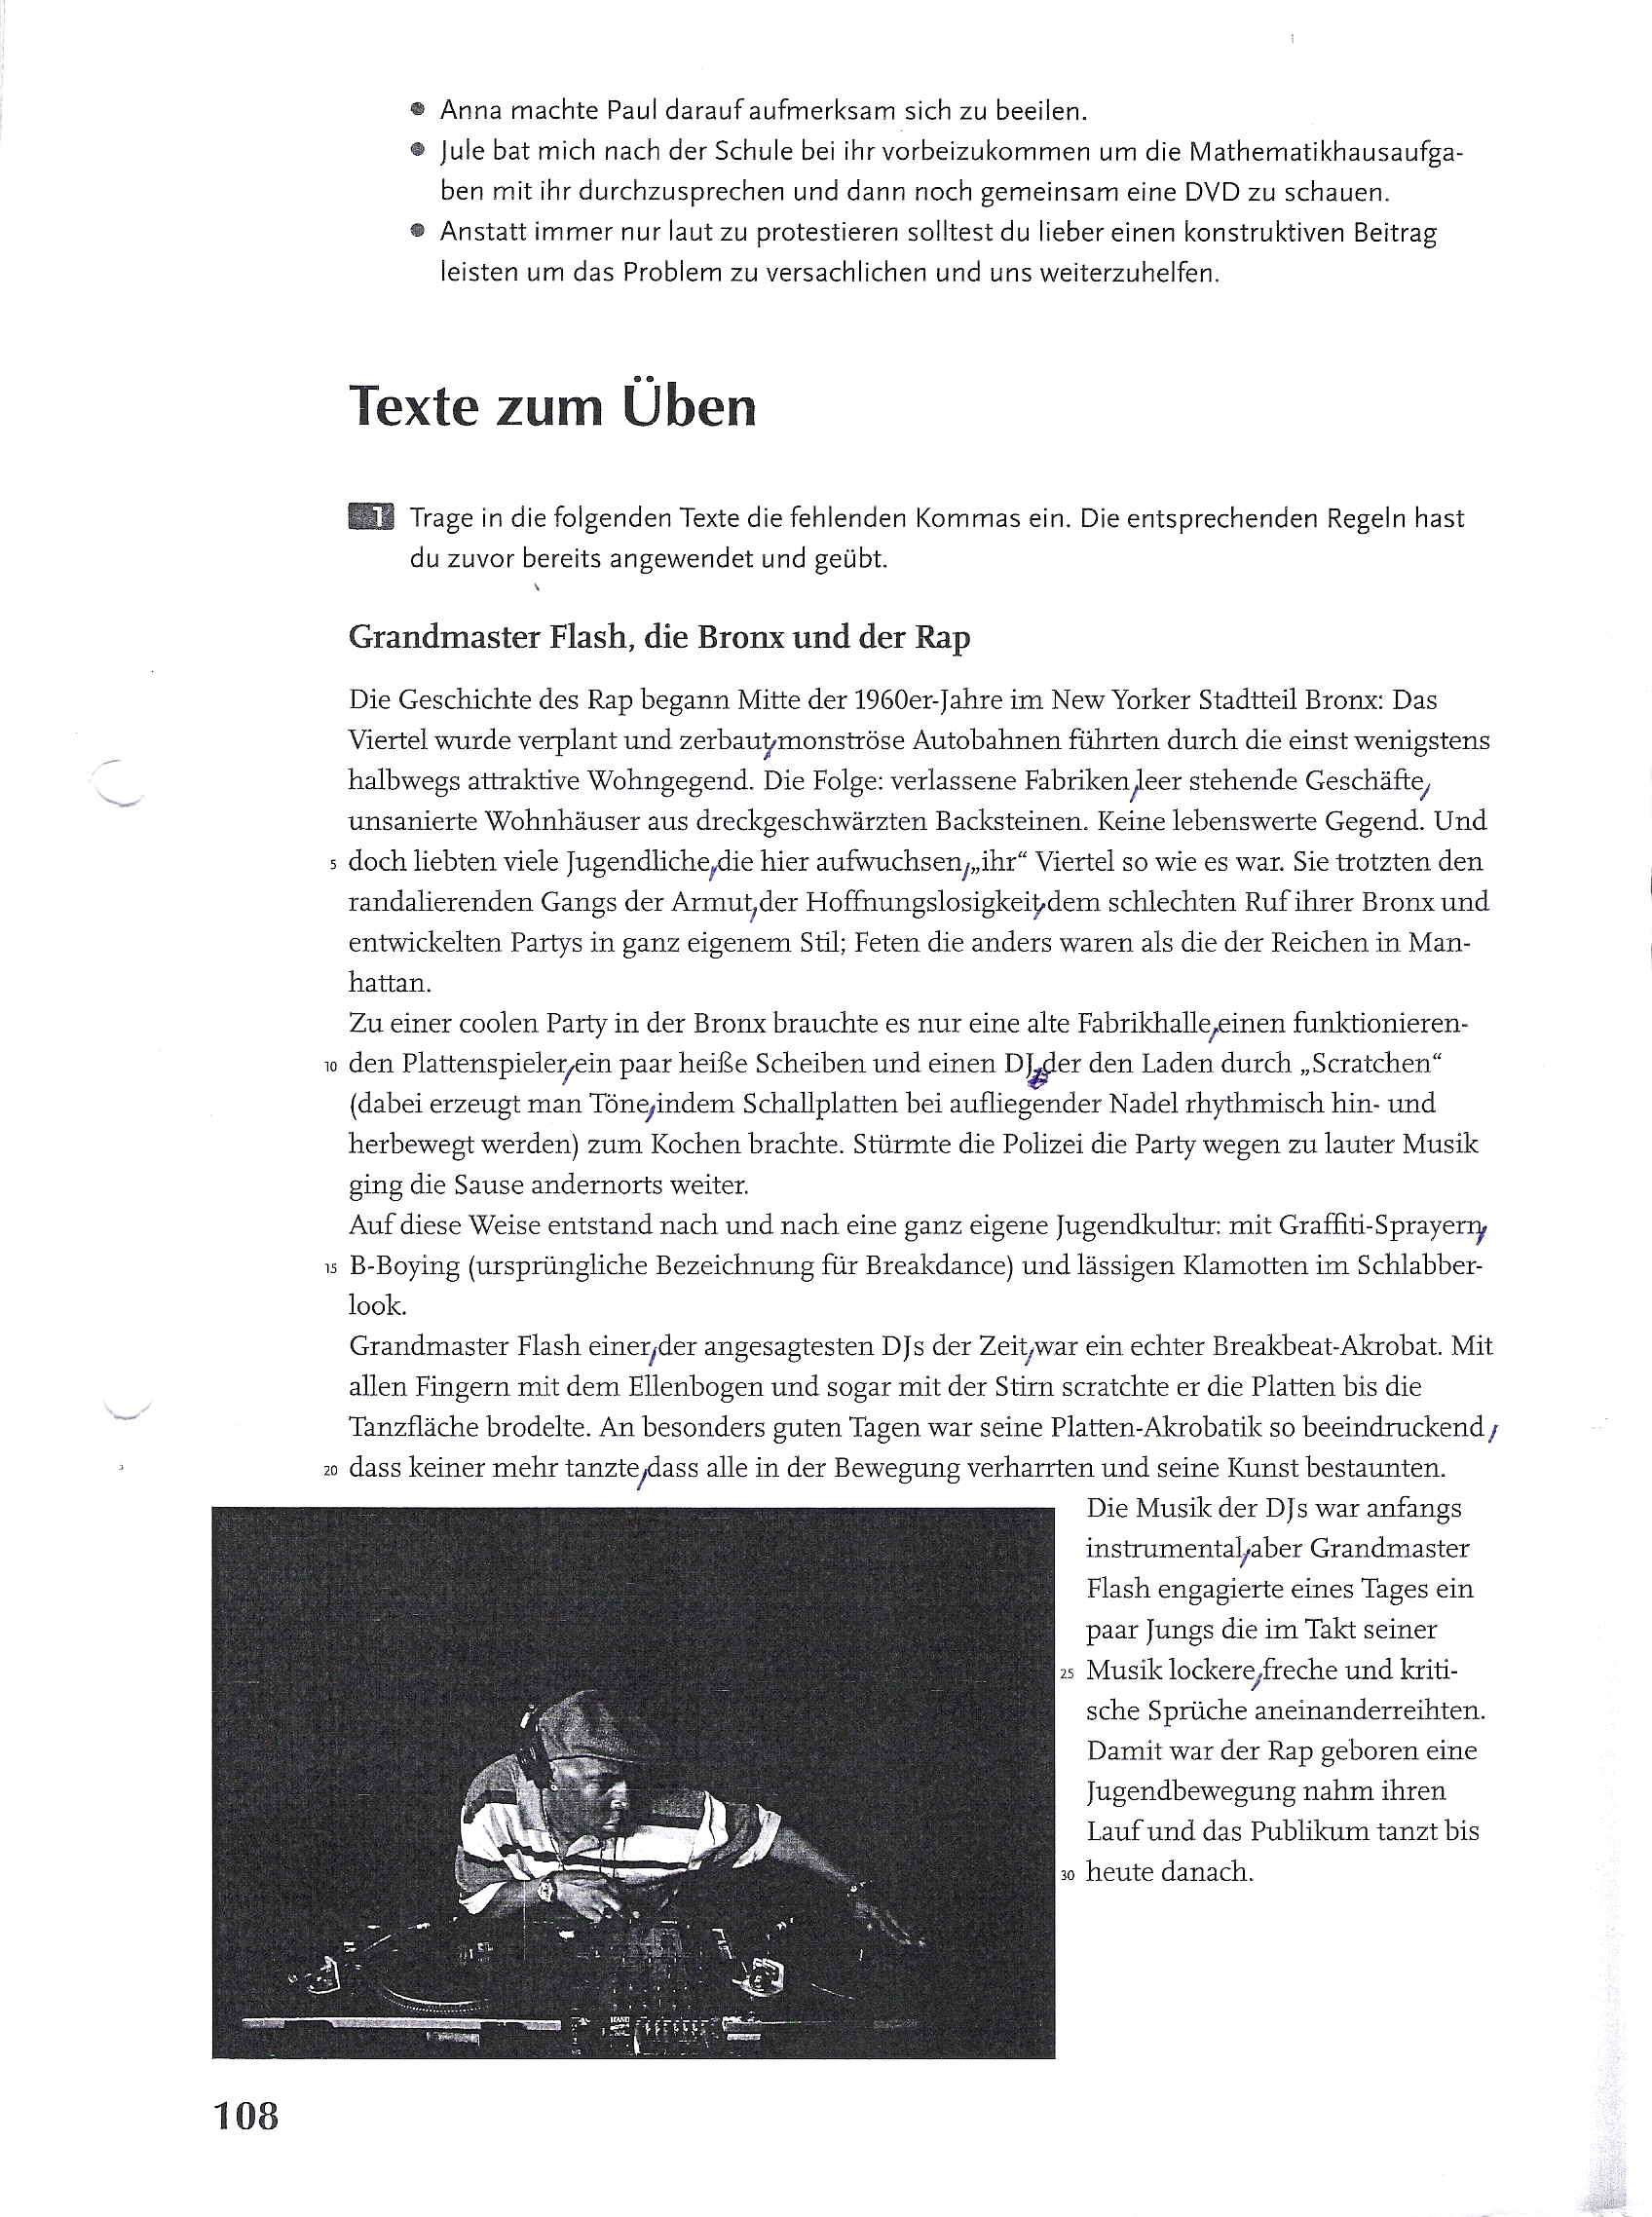 • Anna machte Paul darauf aufmerksam sich zu beeilen.
• Jule bat mich nach der Schule bei ihr vorbeizukommen um die Mathematikhausaufga-
ben mit ihr durchzusprechen und dann noch gemeinsam eine DVD zu schauen.
• Anstatt immer nur laut zu protestieren solltest du lieber einen konstruktiven Beitrag
leisten um das Problem zu versachlichen und uns weiterzuhelfen.
Texte zum Üben
1 Trage in die folgenden Texte die fehlenden Kommas ein. Die entsprechenden Regeln hast
du zuvor bereits angewendet und geübt.
Grandmaster Flash, die Bronx und der Rap
Die Geschichte des Rap begann Mitte der 1960er-Jahre im New Yorker Stadtteil Bronx: Das
Viertel wurde verplant und zerbaut, monströse Autobahnen führten durch die einst wenigstens
halbwegs attraktive Wohngegend. Die Folge: verlassene Fabriken, leer stehende Geschäfte,
unsanierte Wohnhäuser aus dreckgeschwärzten Backsteinen. Keine lebenswerte Gegend. Und
5 doch liebten viele Jugendliche, die hier aufwuchsen, „ihr“ Viertel so wie es war. Sie trotzten den
randalierenden Gangs der Armut, der Hoffnungslosigkeit, dem schlechten Ruf ihrer Bronx und
entwickelten Partys in ganz eigenem Stil; Feten die anders waren als die der Reichen in Man-
hattan.
Zu einer coolen Party in der Bronx brauchte es nur eine alte Fabrikhalle, einen funktionieren-
10 den Plattenspieler, ein paar heiße Scheiben und einen DJ, der den Laden durch „Scratchen“
(dabei erzeugt man Töne, indem Schallplatten bei aufliegender Nadel rhythmisch hin- und
herbewegt werden) zum Kochen brachte. Stürmte die Polizei die Party wegen zu lauter Musik
ging die Sause andernorts weiter.
Auf diese Weise entstand nach und nach eine ganz eigene Jugendkultur: mit Graffiti-Sprayern,
15 B-Boying (ursprüngliche Bezeichnung für Breakdance) und lässigen Klamotten im Schlabber-
look.
Grandmaster Flash einer, der angesagtesten DJs der Zeit, war ein echter Breakbeat-Akrobat. Mit
allen Fingern mit dem Ellenbogen und sogar mit der Stirn scratchte er die Platten bis die
Tanzfläche brodelte. An besonders guten Tagen war seine Platten-Akrobatik so beeindruckend,
20 dass keiner mehr tanzte, dass alle in der Bewegung verharrten und seine Kunst bestaunten.
Die Musik der DJs war anfangs
instrumental, aber Grandmaster
Flash engagierte eines Tages ein
paar Jungs die im Takt seiner
25 Musik lockere, freche und kriti-
sche Sprüche aneinanderreihten.
Damit war der Rap geboren eine
Jugendbewegung nahm ihren
Lauf und das Publikum tanzt bis
30 heute danach.
108